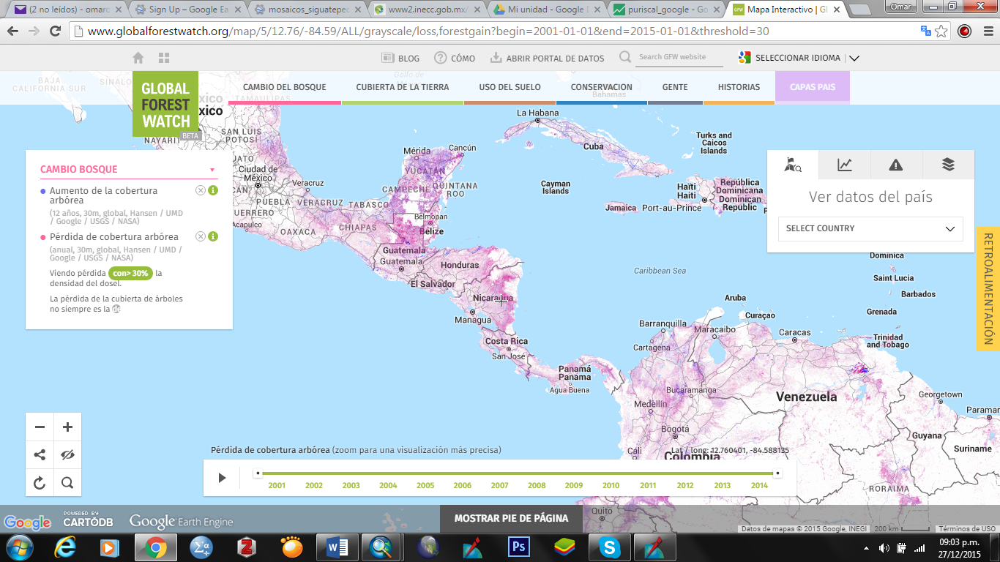 (2 no leídos) - omarc
Sign Up – Google Ea
mosaicos_siguatepec
www2.inecc.gob.mx/
Mi unidad - Google D
puriscal_google - Go
Mapa Interactivo | Gl
Omar
www.globalforestwatch.org/map/5/12.76/-84.59/ALL/grayscale/loss,forestgain?begin=2001-01-01&end=2015-01-01&threshold=30
BLOG
CÓMO
ABRIR PORTAL DE DATOS
Search GFW website
SELECCIONAR IDIOMA
GLOBAL
FOREST
WATCH
BETA
CAMBIO DEL BOSQUE
CUBIERTA DE LA TIERRA
USO DEL SUELO
CONSERVACION
GENTE
HISTORIAS
CAPAS PAIS
BAJA
CALIFORNIA SUR
SINALO
Golfo de
TAMAULIPAS
Bahamas
xico
xico
NAYARIT
SAN LUIS
POTOSÍ
JATO
Ciudad de
México
Veracruz
PUEBLA
VERACRUZ
TABASCO
UERRERO
Acapulco
OAXACA
CHIAPAS
Mérida
Cancún
YUCATÁN
CAMPECHE
QUINTANA
ROO
Belmopan
Belize
Guatemala
Guatemala
Honduras
El Salvador
Nicaragua
Managua
Costa Rica
San José
Panamá
Panama
Agua Buena
La Habana
Cuba
Turks and
Caicos
Islands
Cayman
Islands
Haïti
Haiti
República
Dominicana
Dominican
Republic
Jamaica
Port-au-Prince
Caribbean Sea
Dominica
Saint Lucia
Barbados
Grenada
Trinidad
and Tobago
Aruba
Curaçao
Barranquilla
Maracaibo
Caracas
Cartagena
Bucaramanga
Medellín
Venezuela
Bogotá
Cali
Colombia
Georgetown
Paramar
Guyana
Suriname
RORAIMA
Quito
CAMBIO BOSQUE
Aumento de la cobertura
arbórea
(12 años, 30m, global, Hansen / UMD
/ Google / USGS / NASA)
Pérdida de cobertura arbórea
(anual, 30m, global, Hansen / UMD /
Google / USGS / NASA)
Viendo pérdida con> 30% la
densidad del dosel.
La pérdida de la cubierta de árboles
no siempre es la de
Ver datos del país
SELECT COUNTRY
RETROALIMENTACIÓN
Pérdida de cobertura arbórea (zoom para una visualización más precisa)
Lat / long: 12.760401, -84.588135
2001 2002 2003 2004 2005 2006 2007 2008 2009 2010 2011 2012 2013 2014
Google
POWERED BY
CARTODB
Google Earth Engine
MOSTRAR PIE DE PÁGINA
Datos de mapas © 2015 Google, INEGI
200 km
Términos de USO
09:03 p.m.
27/12/2015